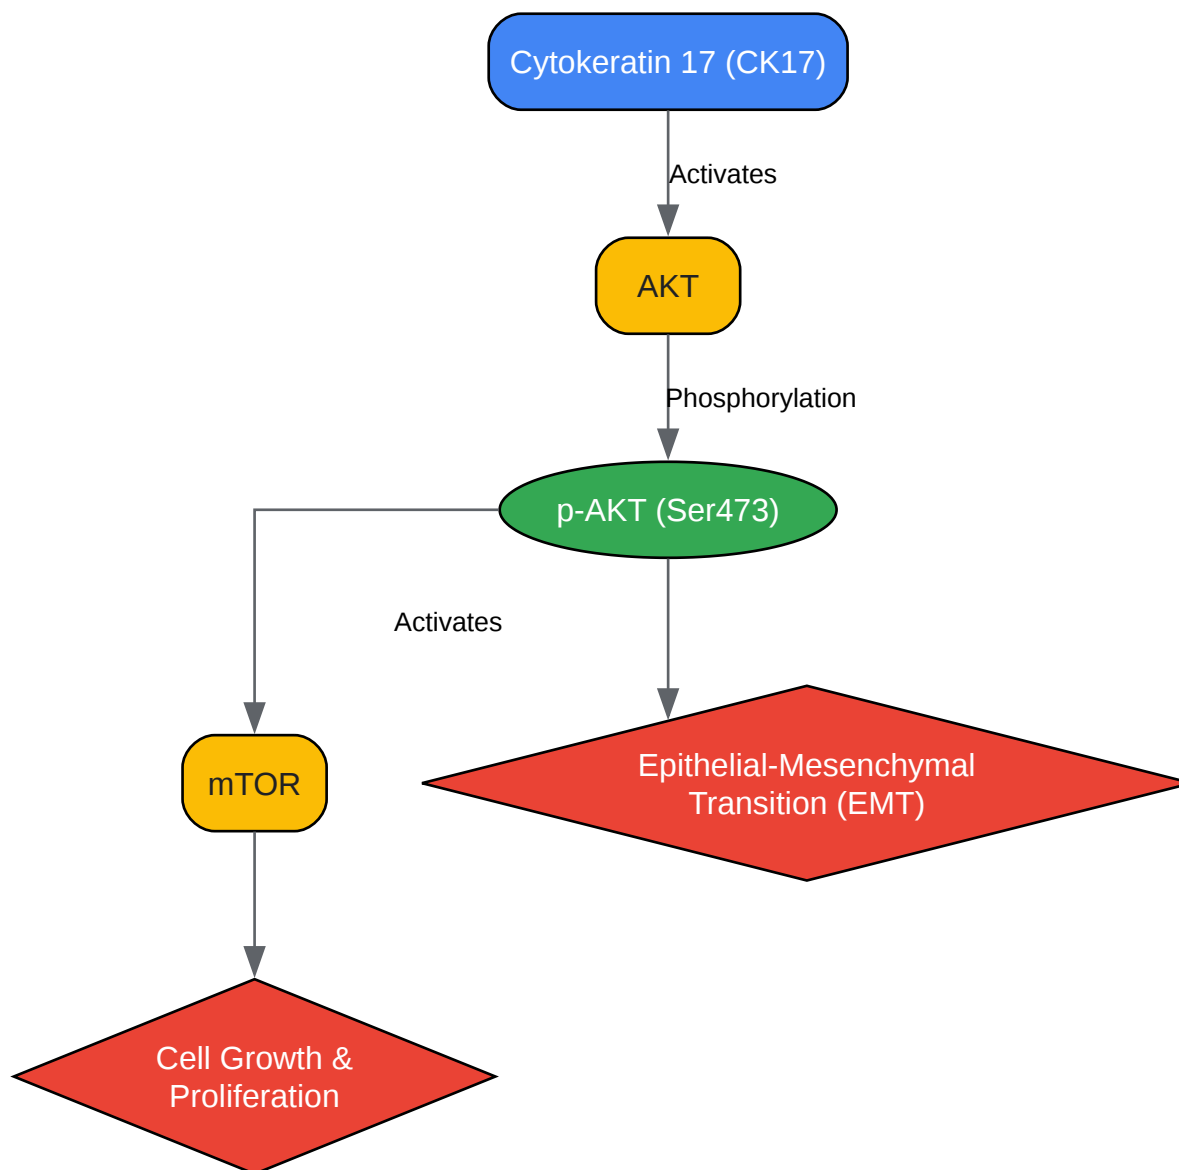 Cytokeratin 17 (CK17)
Activates
AKT
Phosphorylation
p-AKT (Ser473)
Activates
mTOR
Epithelial-Mesenchymal
Transition (EMT)
Cell Growth &
Proliferation